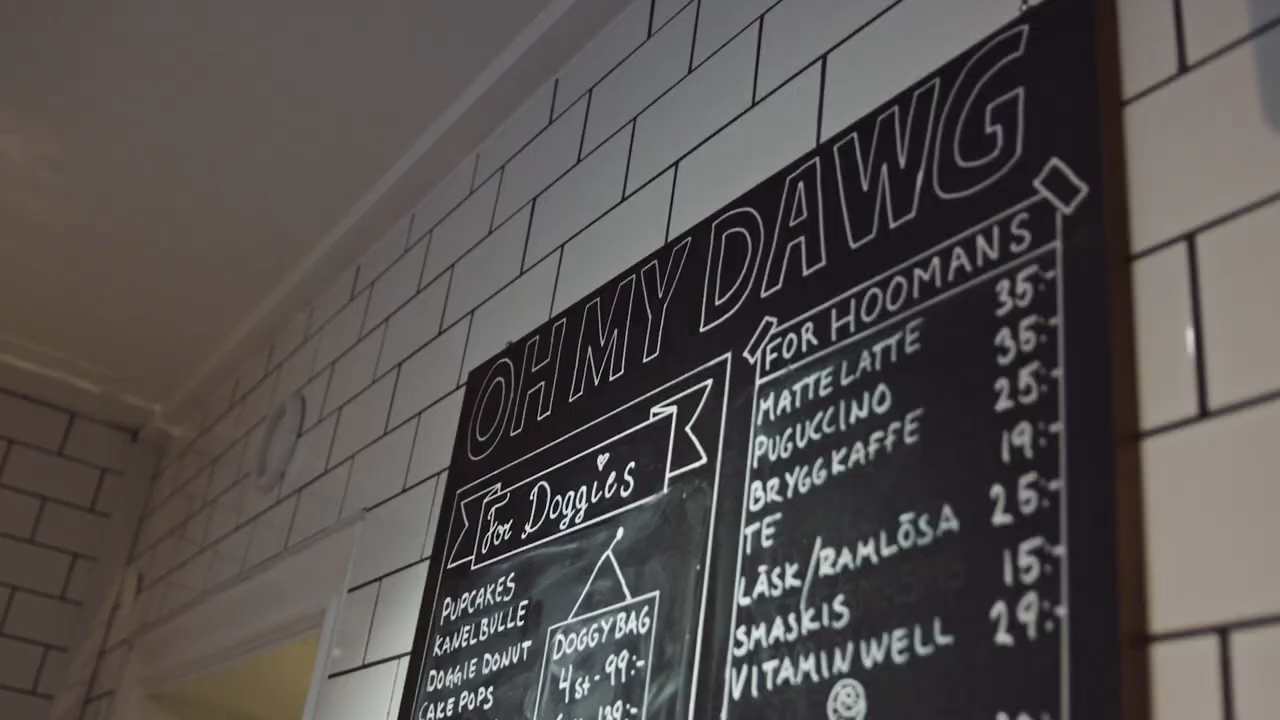 OH MY DAWG
For Doggies
PUPCAKES
KANELBULLE
DOGGIE DONUT
CAKE POPS
DOGGY BAG
4 st - 99:-
139:-
FOR HOOMANS
MATTE LATTE 35:-
PUGUCCINO 35:-
BRYGGKAFFE 25:-
TE 19:-
LÄSK/RAMLÖSA 25:-
SMASKIS 15:-
VITAMINWELL 29:-